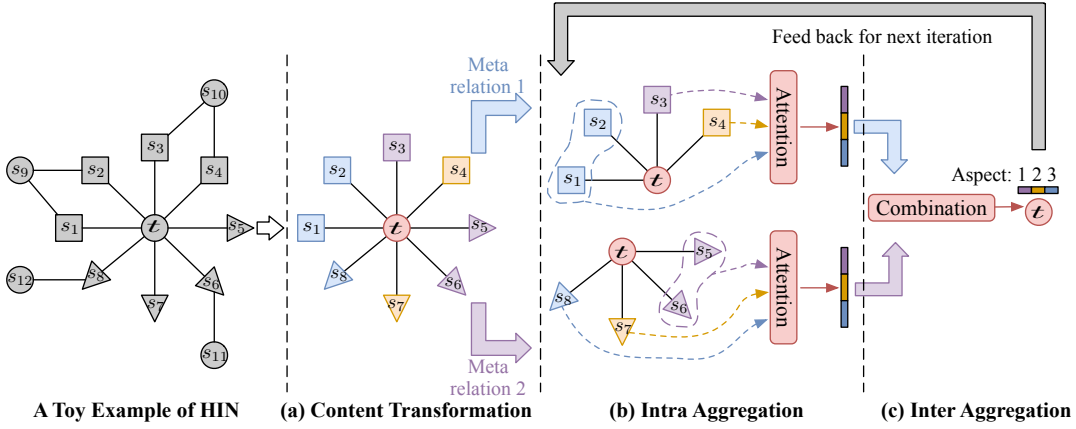 Feed back for next iteration
Meta
relation 1
s10
s3
s4
s9
s2
s1
t
s5
s12
s8
s7
s6
s11
s3
s2
s4
s1
t
s5
s8
s7
s6
Meta
relation 2
s3
s2
s4
s1
t
Attention
t
s5
s8
s6
s7
Attention
Aspect: 1 2 3
Combination
t
A Toy Example of HIN
(a) Content Transformation
(b) Intra Aggregation
(c) Inter Aggregation